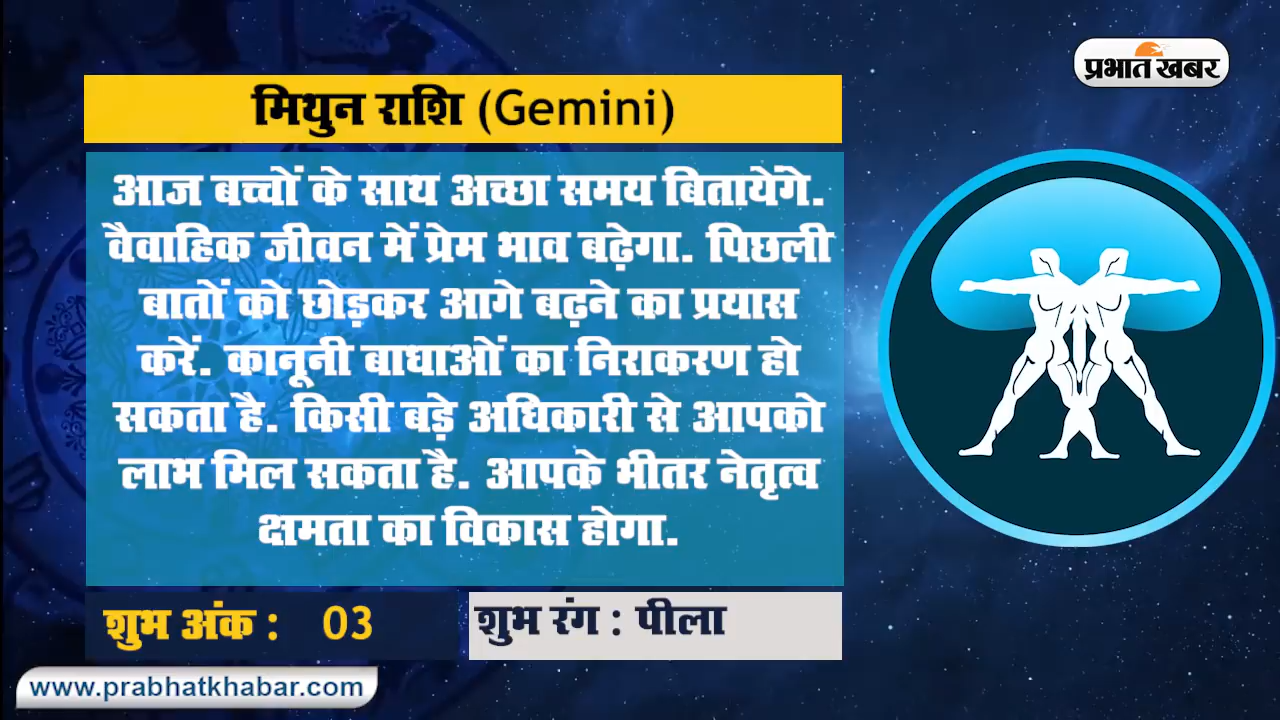 प्रभात खबर
मिथुन राशि (Gemini)
आज बच्चों के साथ अच्छा समय बितायेंगे.
वैवाहिक जीवन में प्रेम भाव बढ़ेगा. पिछली
बातों को छोड़कर आगे बढ़ने का प्रयास
करें. कानूनी बाधाओं का निराकरण हो
सकता है. किसी बड़े अधिकारी से आपको
लाभ मिल सकता है. आपके भीतर नेतृत्व
क्षमता का विकास होगा.
शुभ अंक : 03
शुभ रंग : पीला
www.prabhatkhabar.com